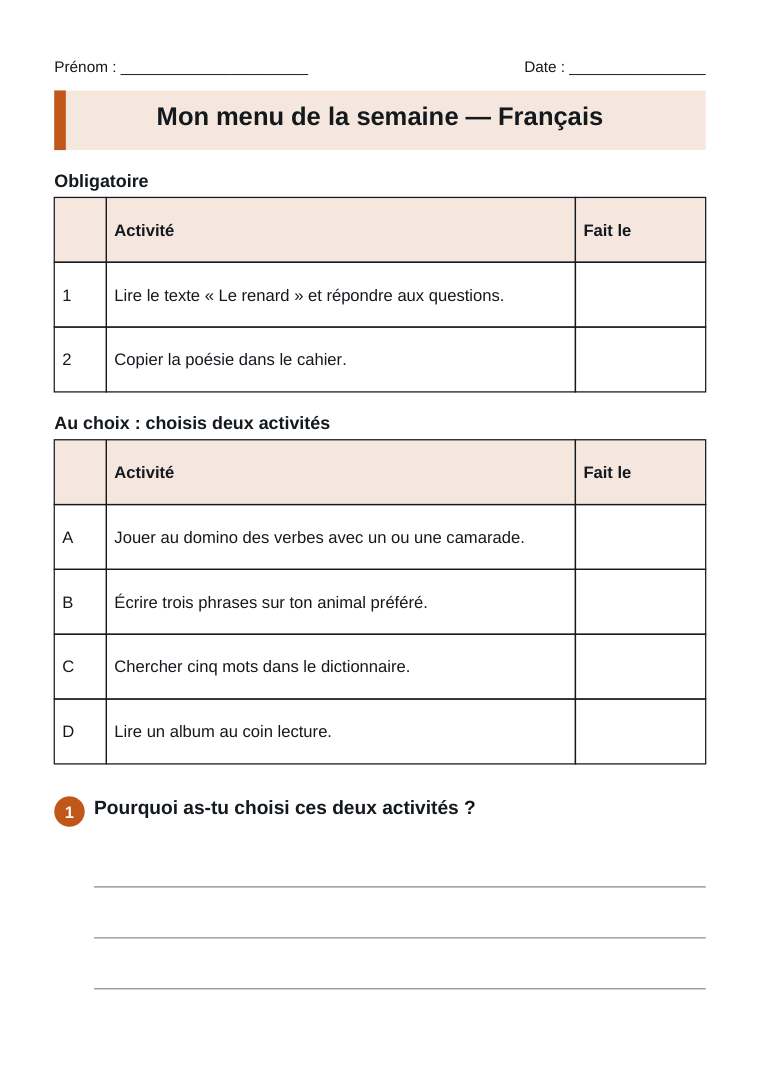 Prénom : ______________________ Date : ________________
Mon menu de la semaine — Français
Obligatoire
Activité Fait le
1 Lire le texte « Le renard » et répondre aux questions.
2 Copier la poésie dans le cahier.
Au choix : choisis deux activités
Activité Fait le
A Jouer au domino des verbes avec un ou une camarade.
B Écrire trois phrases sur ton animal préféré.
C Chercher cinq mots dans le dictionnaire.
D Lire un album au coin lecture.
1 Pourquoi as-tu choisi ces deux activités ?